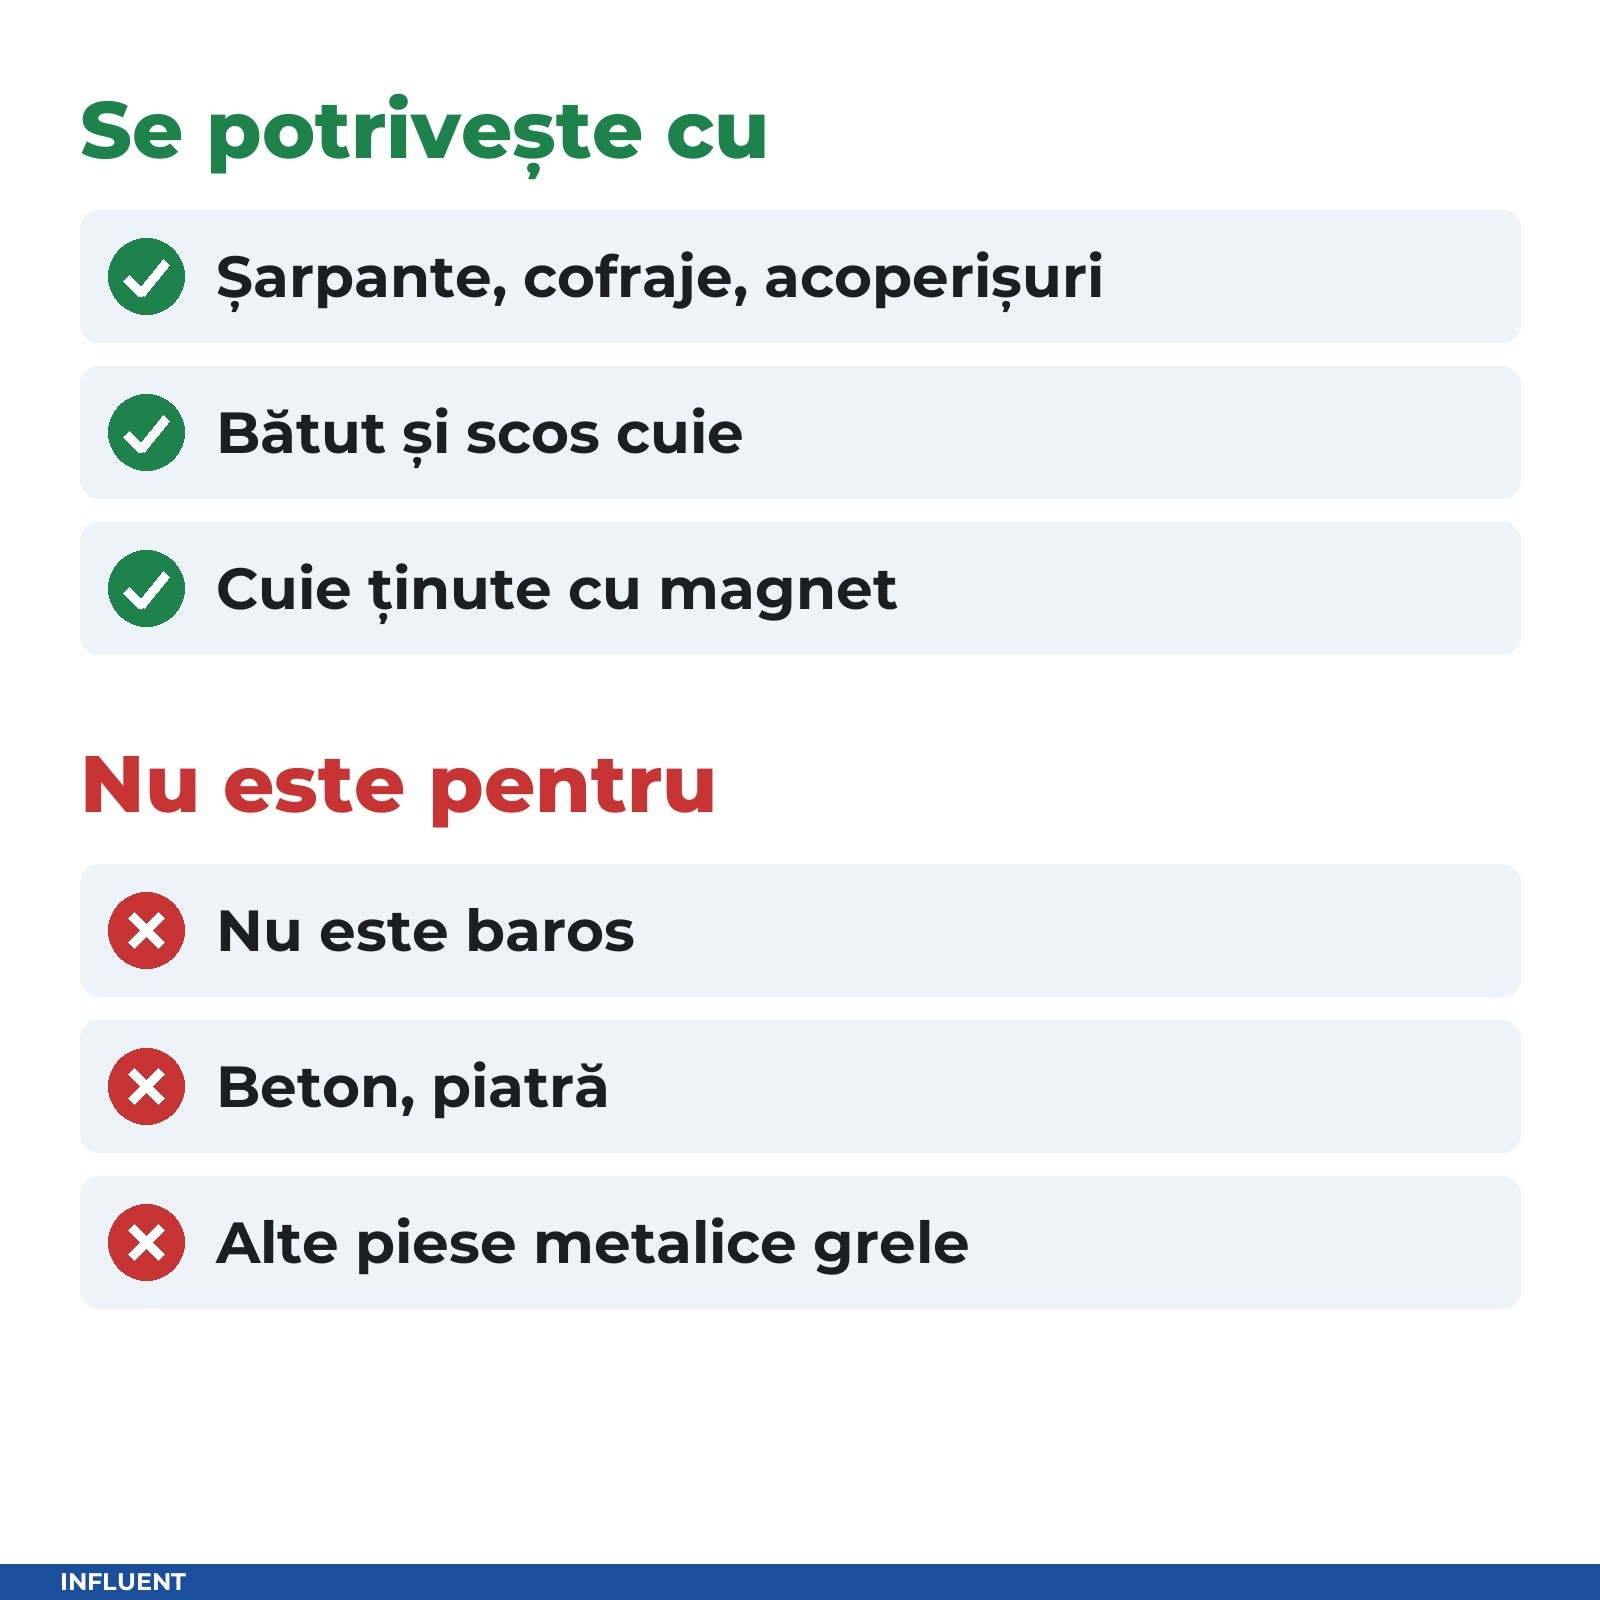 Se potrivește cu
Șarpante, cofraje, acoperișuri
Bătut și scos cuie
Cuie ținute cu magnet
Nu este pentru
Nu este baros
Beton, piatră
Alte piese metalice grele
INFLUENT